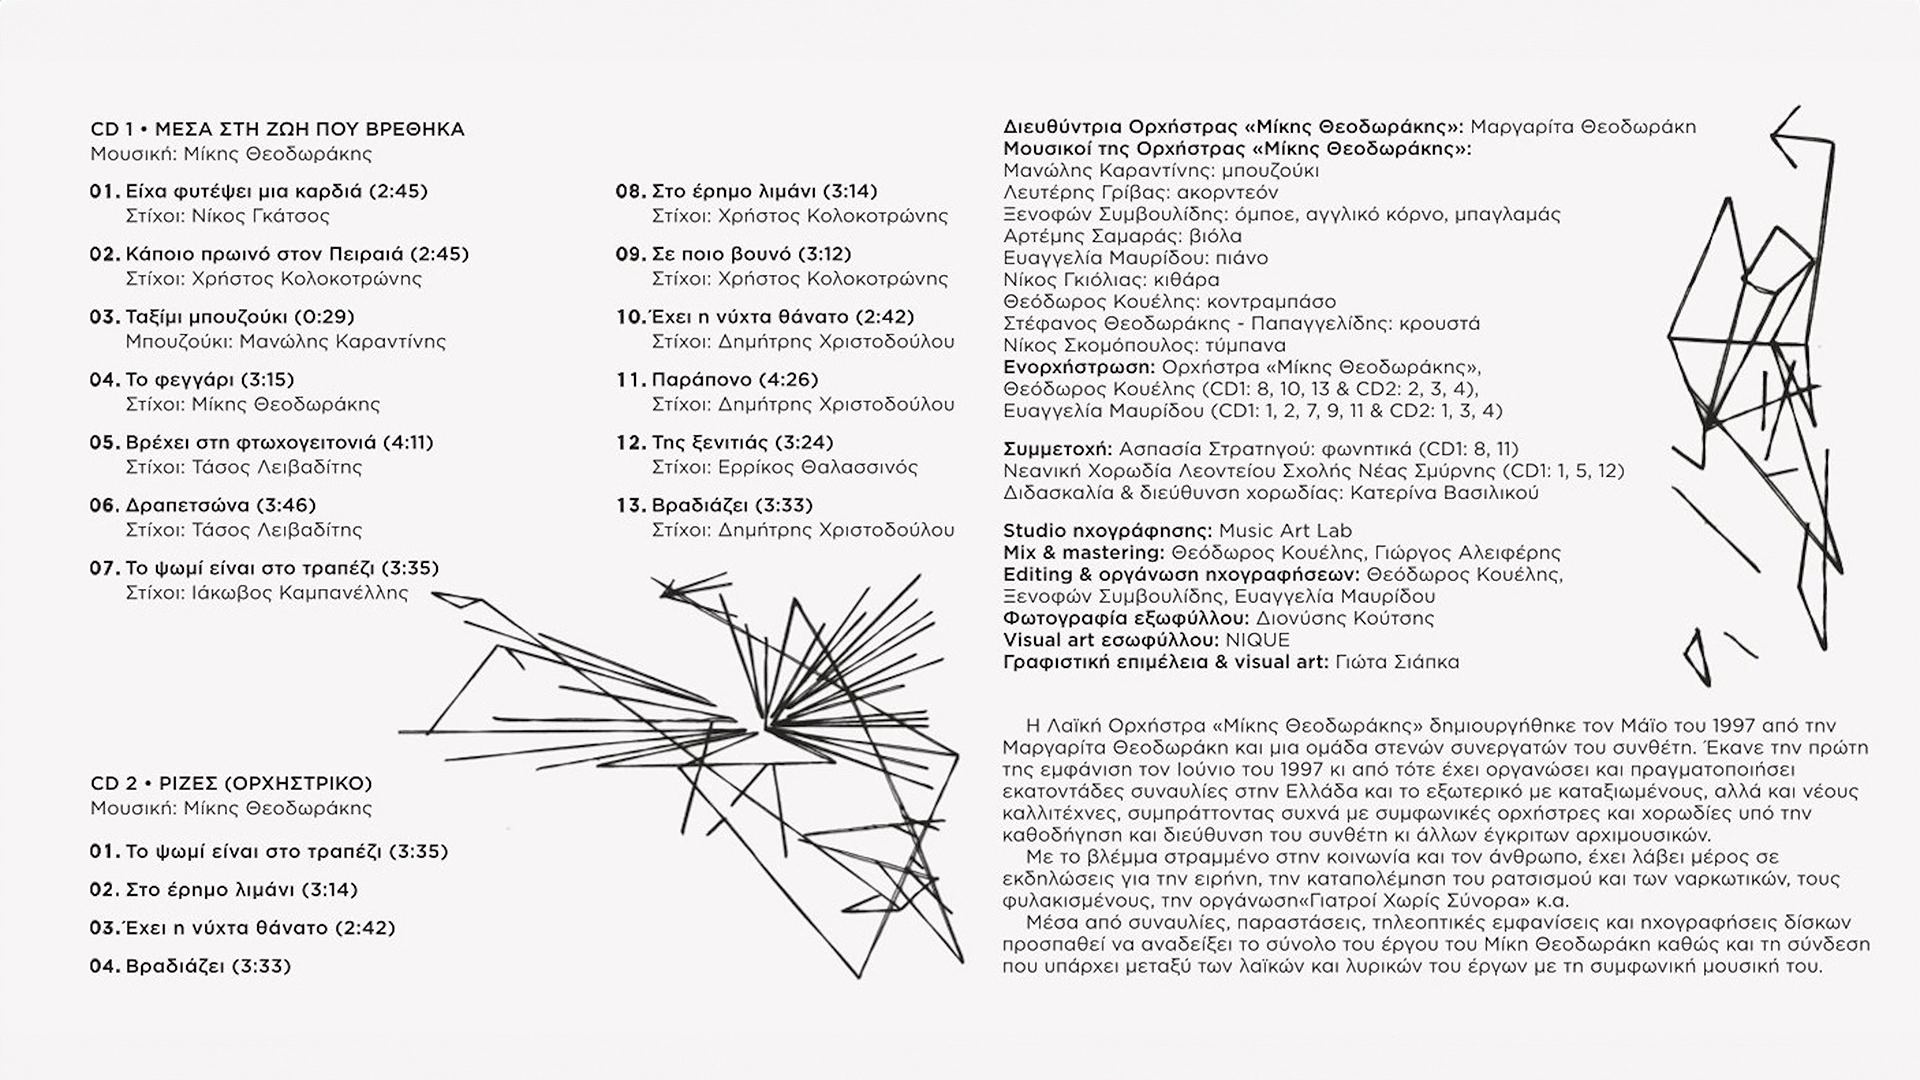 CD 1 • ΜΕΣΑ ΣΤΗ ΖΩΗ ΠΟΥ ΒΡΕΘΗΚΑ
Μουσική: Μίκης Θεοδωράκης
01. Είχα φυτέψει μια καρδιά (2:45)
Στίχοι: Νίκος Γκάτσος
02. Κάποιο πρωινό στον Πειραιά (2:45)
Στίχοι: Χρήστος Κολοκοτρώνης
03. Ταξίμι μπουζούκι (0:29)
Μπουζούκι: Μανώλης Καραντίνης
04. Το φεγγάρι (3:15)
Στίχοι: Μίκης Θεοδωράκης
05. Βρέχει στη φτωχογειτονιά (4:11)
Στίχοι: Τάσος Λειβαδίτης
06. Δραπετσώνα (3:46)
Στίχοι: Τάσος Λειβαδίτης
07. Το ψωμί είναι στο τραπέζι (3:35)
Στίχοι: Ιάκωβος Καμπανέλλης
08. Στο έρημο λιμάνι (3:14)
Στίχοι: Χρήστος Κολοκοτρώνης
09. Σε ποιο βουνό (3:12)
Στίχοι: Χρήστος Κολοκοτρώνης
10. Έχει η νύχτα θάνατο (2:42)
Στίχοι: Δημήτρης Χριστοδούλου
11. Παράπονο (4:26)
Στίχοι: Δημήτρης Χριστοδούλου
12. Της ξενιτιάς (3:24)
Στίχοι: Ερρίκος Θαλασσινός
13. Βραδιάζει (3:33)
Στίχοι: Δημήτρης Χριστοδούλου
CD 2 • ΡΙΖΕΣ (ΟΡΧΗΣΤΡΙΚΟ)
Μουσική: Μίκης Θεοδωράκης
01. Το ψωμί είναι στο τραπέζι (3:35)
02. Στο έρημο λιμάνι (3:14)
03. Έχει η νύχτα θάνατο (2:42)
04. Βραδιάζει (3:33)
Διευθύντρια Ορχήστρας «Μίκης Θεοδωράκης»: Μαργαρίτα Θεοδωράκη
Μουσικοί της Ορχήστρας «Μίκης Θεοδωράκης»:
Μανώλης Καραντίνης: μπουζούκι
Λευτέρης Γρίβας: ακορντεόν
Ξενοφών Συμβουλίδης: όμποε, αγγλικό κόρνο, μπαγλαμάς
Αρτέμης Σαμαράς: βιόλα
Ευαγγελία Μαυρίδου: πιάνο
Νίκος Γκιόλιας: κιθάρα
Θεόδωρος Κουέλης: κοντραμπάσο
Στέφανος Θεοδωράκης - Παπαγγελίδης: κρουστά
Νίκος Σκομόπουλος: τύμπανα
Ενορχήστρωση: Ορχήστρα «Μίκης Θεοδωράκης»,
Θεόδωρος Κουέλης (CD1: 8, 10, 13 & CD2: 2, 3, 4),
Ευαγγελία Μαυρίδου (CD1: 1, 2, 7, 9, 11 & CD2: 1, 3, 4)
Συμμετοχή: Ασπασία Στρατηγού: φωνητικά (CD1: 8, 11)
Νεανική Χορωδία Λεοντείου Σχολής Νέας Σμύρνης (CD1: 1, 5, 12)
Διδασκαλία & διεύθυνση χορωδίας: Κατερίνα Βασιλικού
Studio ηχογράφησης: Music Art Lab
Mix & mastering: Θεόδωρος Κουέλης, Γιώργος Αλειφέρης
Editing & οργάνωση ηχογραφήσεων: Θεόδωρος Κουέλης,
Ξενοφών Συμβουλίδης, Ευαγγελία Μαυρίδου
Φωτογραφία εξωφύλλου: Διονύσης Κούτσης
Visual art εσωφύλλου: NIQUE
Γραφιστική επιμέλεια & visual art: Γιώτα Σιάπκα
Η Λαϊκή Ορχήστρα «Μίκης Θεοδωράκης» δημιουργήθηκε τον Μάϊο του 1997 από την
Μαργαρίτα Θεοδωράκη και μια ομάδα στενών συνεργατών του συνθέτη. Έκανε την πρώτη
της εμφάνιση τον Ιούνιο του 1997 κι από τότε έχει οργανώσει και πραγματοποιήσει
εκατοντάδες συναυλίες στην Ελλάδα και το εξωτερικό με καταξιωμένους, αλλά και νέους
καλλιτέχνες, συμπράττοντας συχνά με συμφωνικές ορχήστρες και χορωδίες υπό την
καθοδήγηση και διεύθυνση του συνθέτη κι άλλων έγκριτων αρχιμουσικών.
Με το βλέμμα στραμμένο στην κοινωνία και τον άνθρωπο, έχει λάβει μέρος σε
εκδηλώσεις για την ειρήνη, την καταπολέμηση του ρατσισμού και των ναρκωτικών, τους
φυλακισμένους, την οργάνωση«Γιατροί Χωρίς Σύνορα» κ.α.
Μέσα από συναυλίες, παραστάσεις, τηλεοπτικές εμφανίσεις και ηχογραφήσεις δίσκων
προσπαθεί να αναδείξει το σύνολο του έργου του Μίκη Θεοδωράκη καθώς και τη σύνδεση
που υπάρχει μεταξύ των λαϊκών και λυρικών του έργων με τη συμφωνική μουσική του.